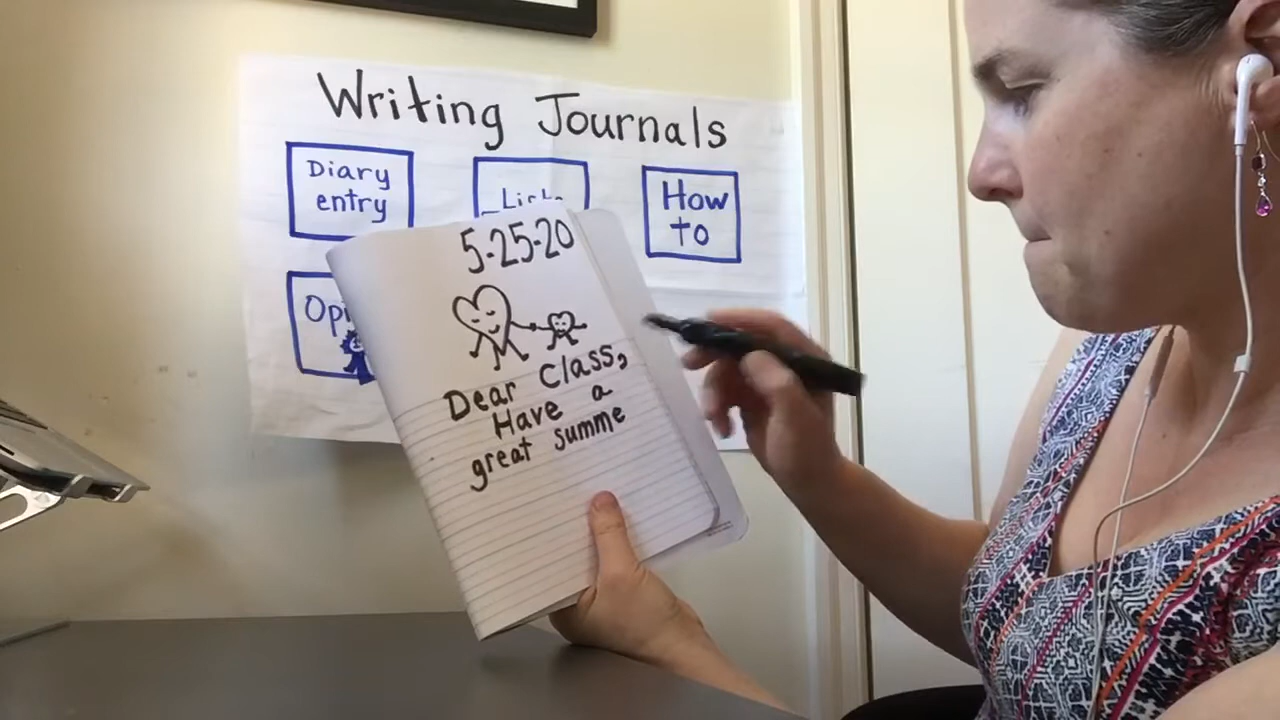 Writing Journals
Diary
entry
How
to
5-25-20
Dear Class,
Have a
great summe